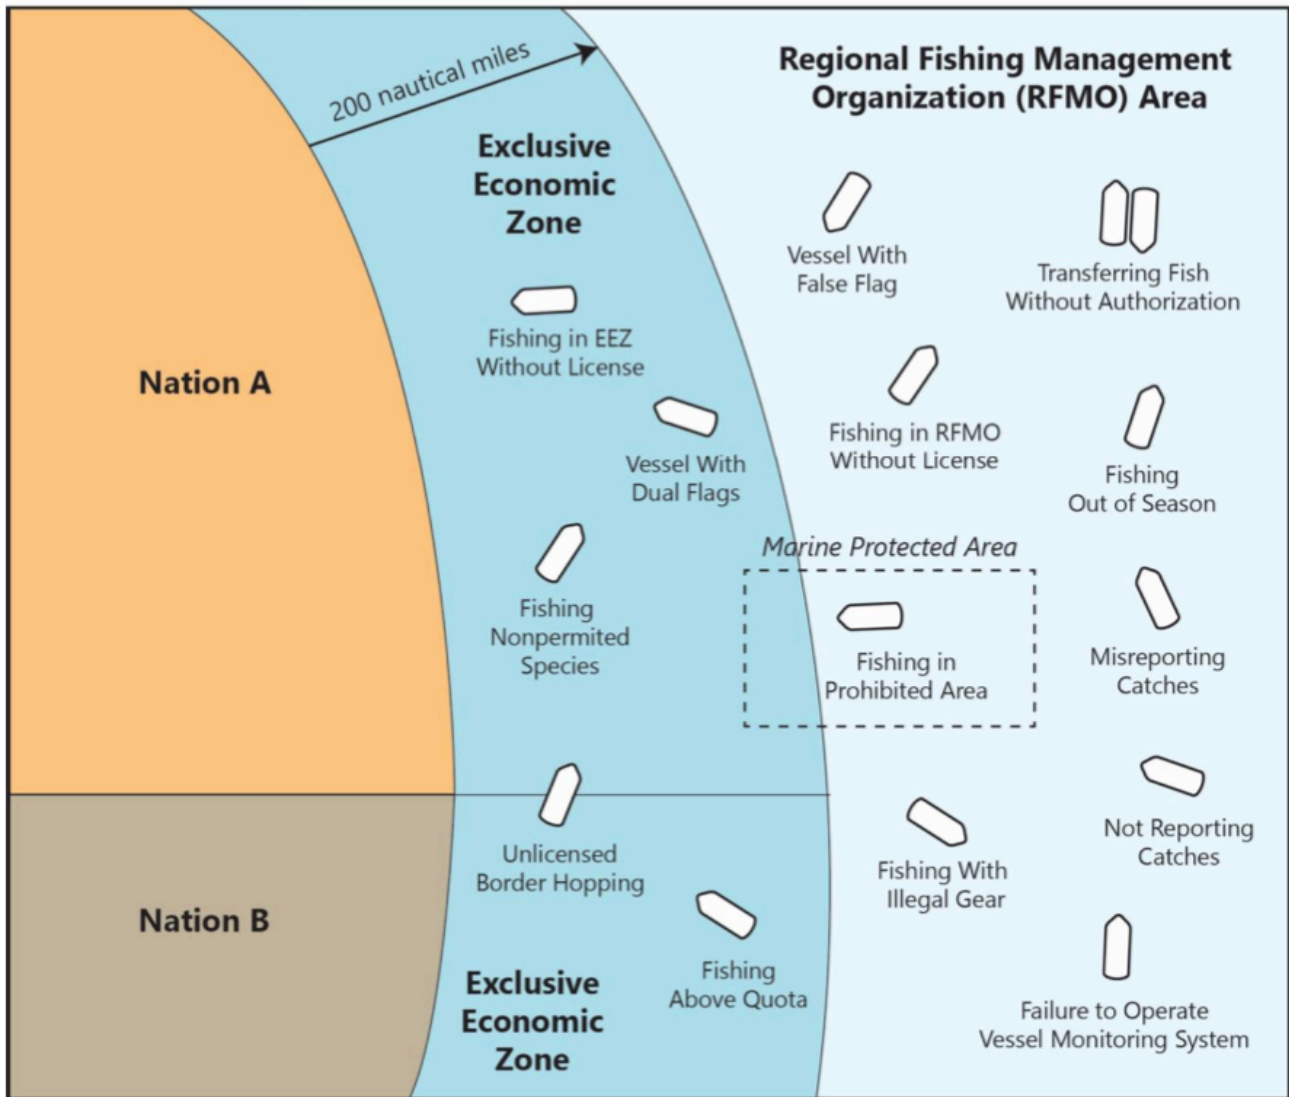 200 nautical miles
Regional Fishing Management
Organization (RFMO) Area
Exclusive
Economic
Zone
Vessel With
False Flag
Transferring Fish
Without Authorization
Fishing in EEZ
Without License
Nation A
Vessel With
Dual Flags
Fishing in RFMO
Without License
Fishing
Out of Season
Marine Protected Area
Fishing
Nonpermited
Species
Fishing in
Prohibited Area
Misreporting
Catches
Unlicensed
Border Hopping
Not Reporting
Catches
Fishing With
Illegal Gear
Nation B
Fishing
Above Quota
Exclusive
Economic
Zone
Failure to Operate
Vessel Monitoring System